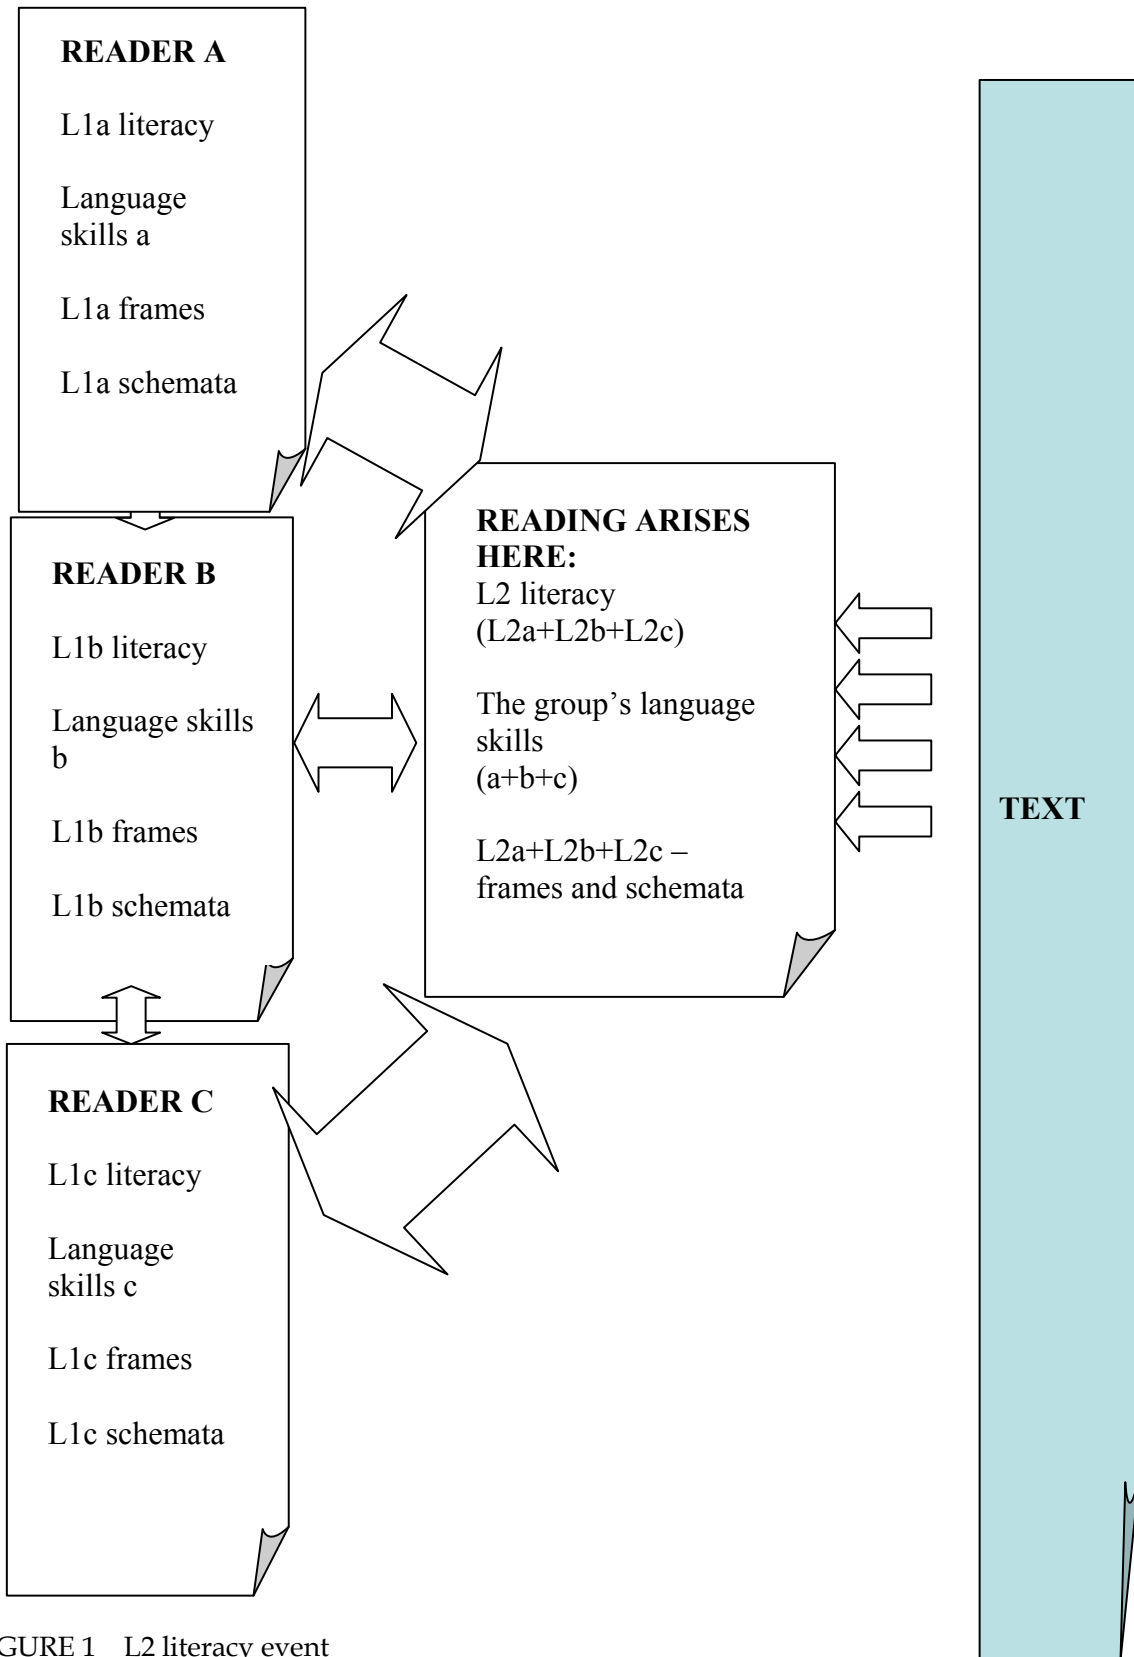 READER A
L1a literacy
Language
skills a
L1a frames
L1a schemata
READER B
L1b literacy
Language skills
b
L1b frames
L1b schemata
READER C
L1c literacy
Language
skills c
L1c frames
L1c schemata
READING ARISES
HERE:
L2 literacy
(L2a+L2b+L2c)
The group’s language
skills
(a+b+c)
L2a+L2b+L2c –
frames and schemata
TEXT
GURE 1 L2 literacy event